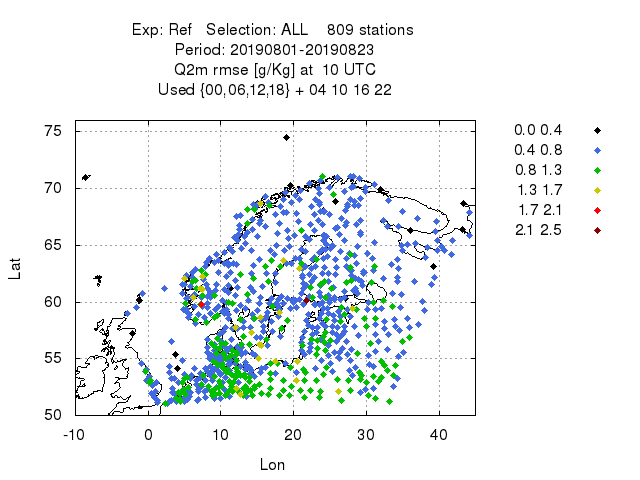 Exp: Ref Selection: ALL 809 stations
Period: 20190801-20190823
Q2m rmse [g/Kg] at 10 UTC
Used {00,06,12,18} + 04 10 16 22
0.0 0.4
0.4 0.8
0.8 1.3
1.3 1.7
1.7 2.1
2.1 2.5
75
70
65
60
55
50
Lat
-10 0 10 20 30 40
Lon